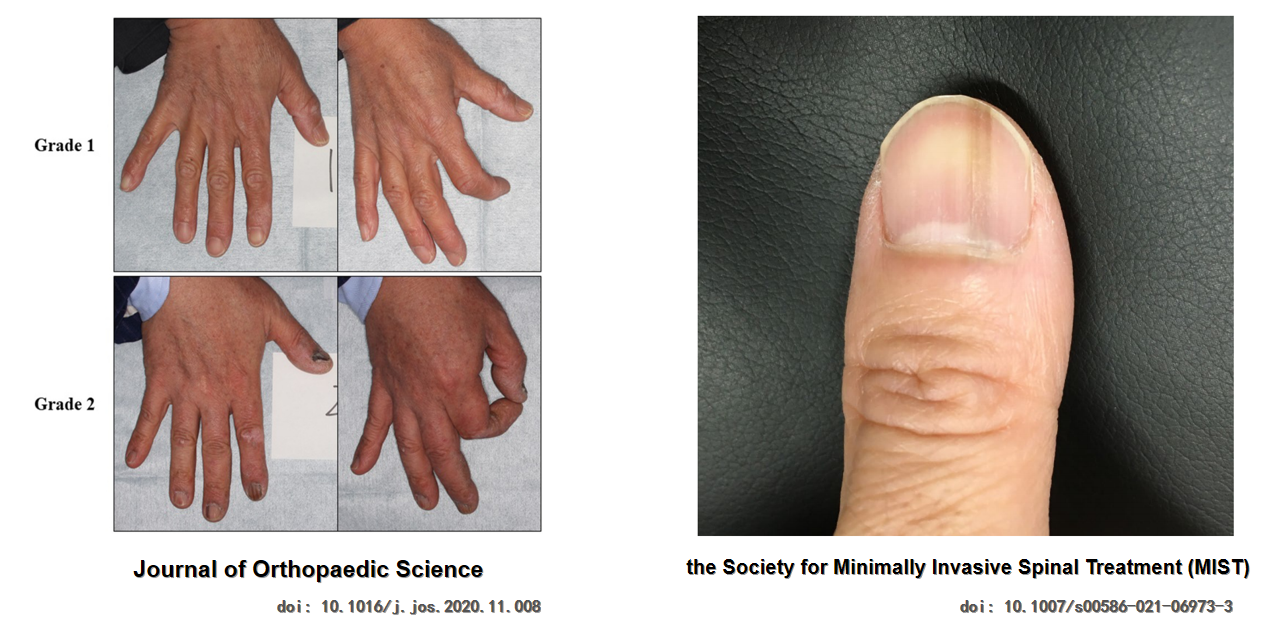 Grade 1
Grade 2
Journal of Orthopaedic Science
the Society for Minimally Invasive Spinal Treatment (MIST)
doi: 10.1016/j.jos.2020.11.008
doi: 10.1007/s00586-021-06973-3